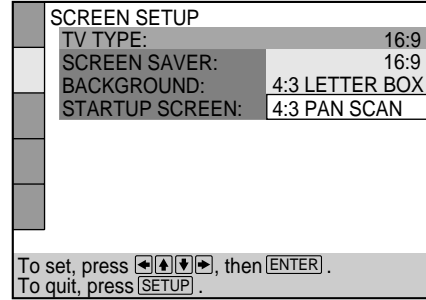 SCREEN SETUP
TV TYPE: 16:9
SCREEN SAVER: 16:9
BACKGROUND: 4:3 LETTER BOX
STARTUP SCREEN: 4:3 PAN SCAN
To set, press ←↑↓→, then ENTER.
To quit, press SETUP.